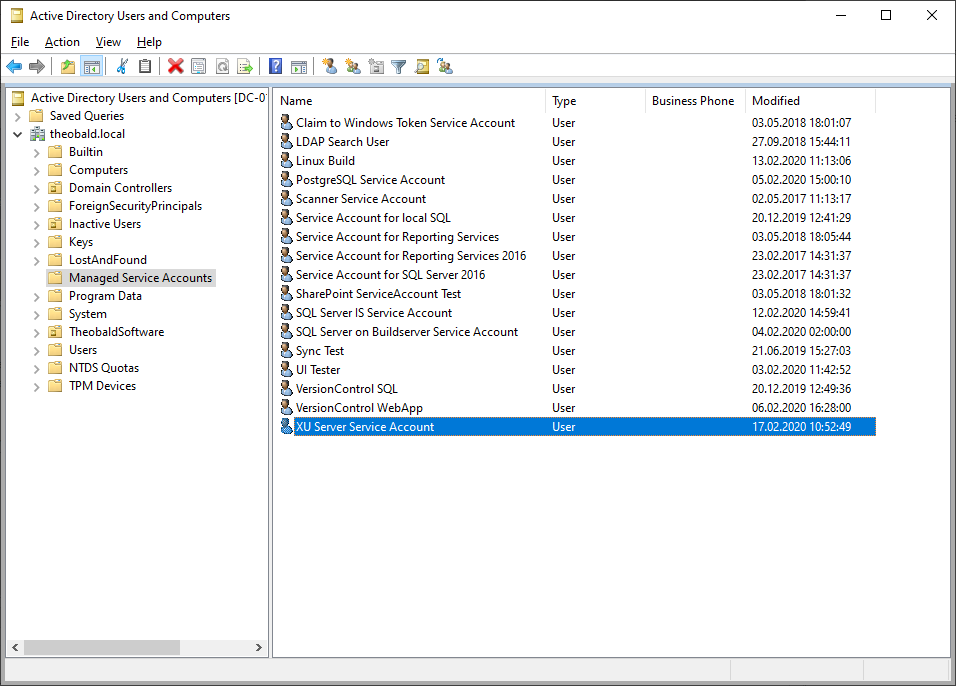 Active Directory Users and Computers
File Action View Help
Active Directory Users and Computers [DC-0
Saved Queries
theobald.local
Builtin
Computers
Domain Controllers
ForeignSecurityPrincipals
Inactive Users
Keys
LostAndFound
Managed Service Accounts
Program Data
System
TheobaldSoftware
Users
NTDS Quotas
TPM Devices
Name Type Business Phone Modified
Claim to Windows Token Service Account User 03.05.2018 18:01:07
LDAP Search User User 27.09.2018 15:44:11
Linux Build User 13.02.2020 11:13:06
PostgreSQL Service Account User 05.02.2020 15:00:10
Scanner Service Account User 02.05.2017 11:13:17
Service Account for local SQL User 20.12.2019 12:41:29
Service Account for Reporting Services User 03.05.2018 18:05:44
Service Account for Reporting Services 2016 User 23.02.2017 14:31:37
Service Account for SQL Server 2016 User 23.02.2017 14:31:37
SharePoint ServiceAccount Test User 03.05.2018 18:01:32
SQL Server IS Service Account User 12.02.2020 14:59:41
SQL Server on Buildserver Service Account User 04.02.2020 02:00:00
Sync Test User 21.06.2019 15:27:03
UI Tester User 03.02.2020 11:42:52
VersionControl SQL User 20.12.2019 12:49:36
VersionControl WebApp User 06.02.2020 16:28:00
XU Server Service Account User 17.02.2020 10:52:49